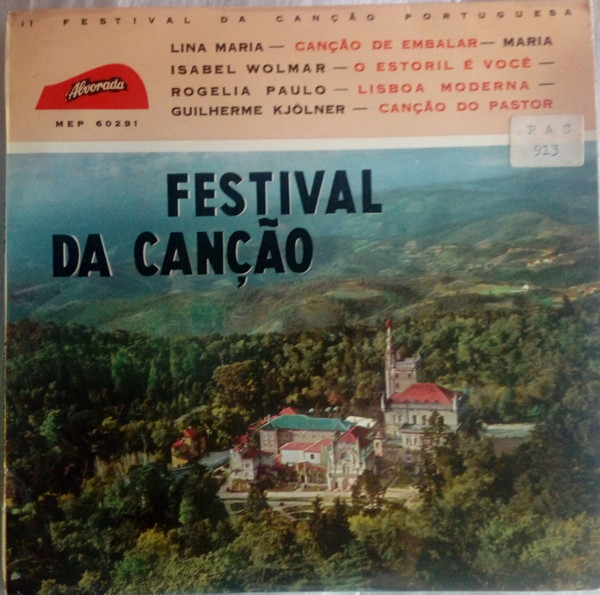 II FESTIVAL DA CANÇÃO PORTUGUESA
LINA MARIA — CANÇÃO DE EMBALAR — MARIA
ISABEL WOLMAR — O ESTORIL É VOCÊ —
ROGELIA PAULO — LISBOA MODERNA —
GUILHERME KJÖLNER — CANÇÃO DO PASTOR
Alvorada
MEP 60291
P A C
913
FESTIVAL
DA CANÇÃO